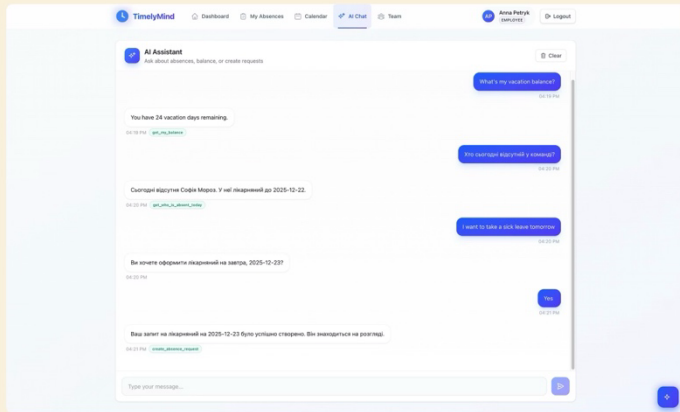 TimelyMind
Dashboard
My Absences
Calendar
AI Chat
Team
AP
Anna Petryk
EMPLOYEE
Logout
AI Assistant
Ask about absences, balance, or create requests
Clear
What's my vacation balance?
04:19 PM
You have 24 vacation days remaining.
04:19 PM get_my_balance
Хто сьогодні відсутній у команді?
04:20 PM
Сьогодні відсутня Софія Мороз. У неї лікарняний до 2025-12-22.
04:20 PM get_who_is_absent_today
I want to take a sick leave tomorrow
04:20 PM
Ви хочете оформити лікарняний на завтра, 2025-12-23?
04:20 PM
Yes
04:21 PM
Ваш запит на лікарняний на 2025-12-23 було успішно створено. Він знаходиться на розгляді.
04:21 PM create_absence_request
Type your message...